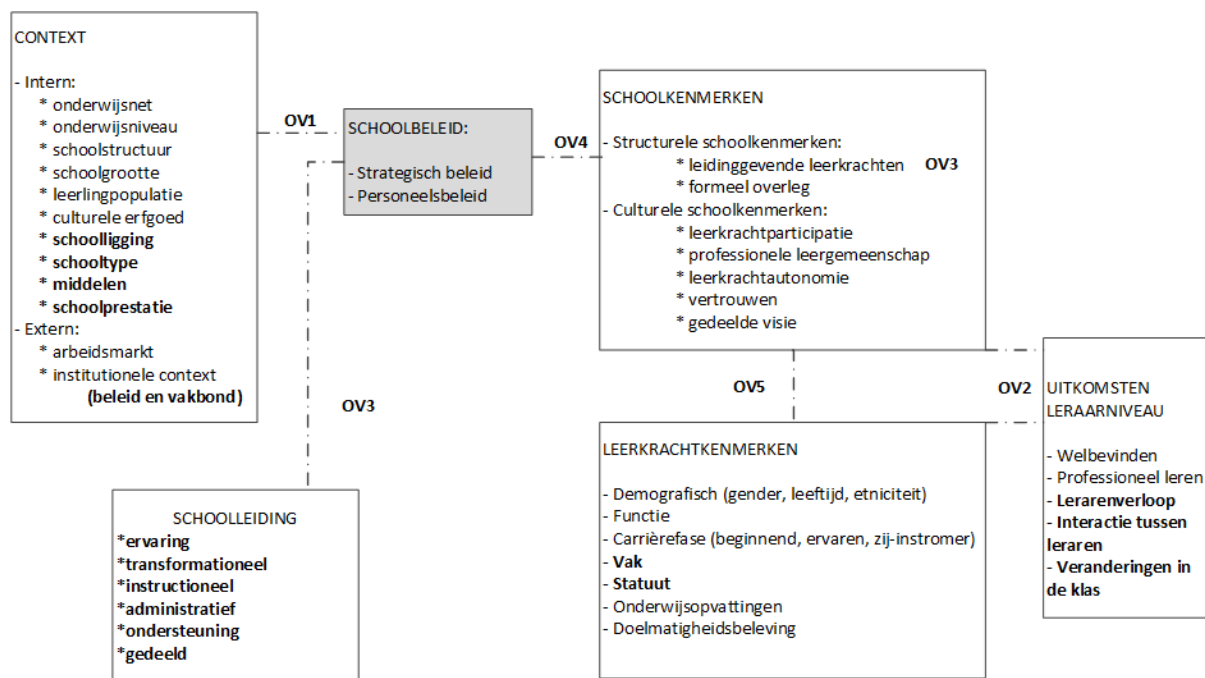 CONTEXT
- Intern:
* onderwijsnet
* onderwijsniveau
* schoolstructuur
* schoolgrootte
* leerlingpopulatie
* culturele erfgoed
* schoolligging
* schooltype
* middelen
* schoolprestatie
- Extern:
* arbeidsmarkt
* institutionele context
(beleid en vakbond)
OV1
SCHOOLBELEID:
- Strategisch beleid
- Personeelsbeleid
OV4
SCHOOLKENMERKEN
- Structurele schoolkenmerken:
* leidinggevende leerkrachten OV3
* formeel overleg
- Culturele schoolkenmerken:
* leerkrachtparticipatie
* professionele leergemeenschap
* leerkrachtautonomie
* vertrouwen
* gedeelde visie
OV3
OV5
OV2
UITKOMSTEN
LERAARNIVEAU
- Welbevinden
- Professioneel leren
- Lerarenverloop
- Interactie tussen
leraren
- Veranderingen in
de klas
LEERKRACHTKENMERKEN
- Demografisch (gender, leeftijd, etniciteit)
- Functie
- Carrièrefase (beginnend, ervaren, zij-instromer)
- Vak
- Statuut
- Onderwijsopvattingen
- Doelmatigheidsbeleving
SCHOOLLEIDING
*ervaring
*transformationeel
*instructioneel
*administratief
*ondersteuning
*gedeeld